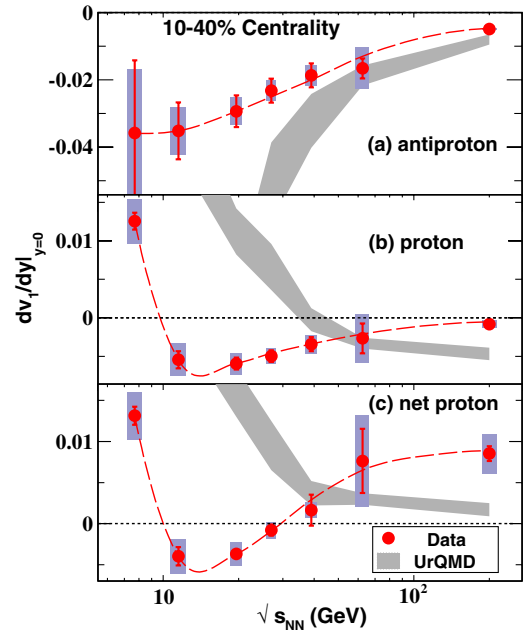 10-40% Centrality
0
-0.02
-0.04
(a) antiproton
dv₁/dy|y=0
0.01
0
(b) proton
(c) net proton
0.01
0
Data
UrQMD
10
10²
√ sNN (GeV)